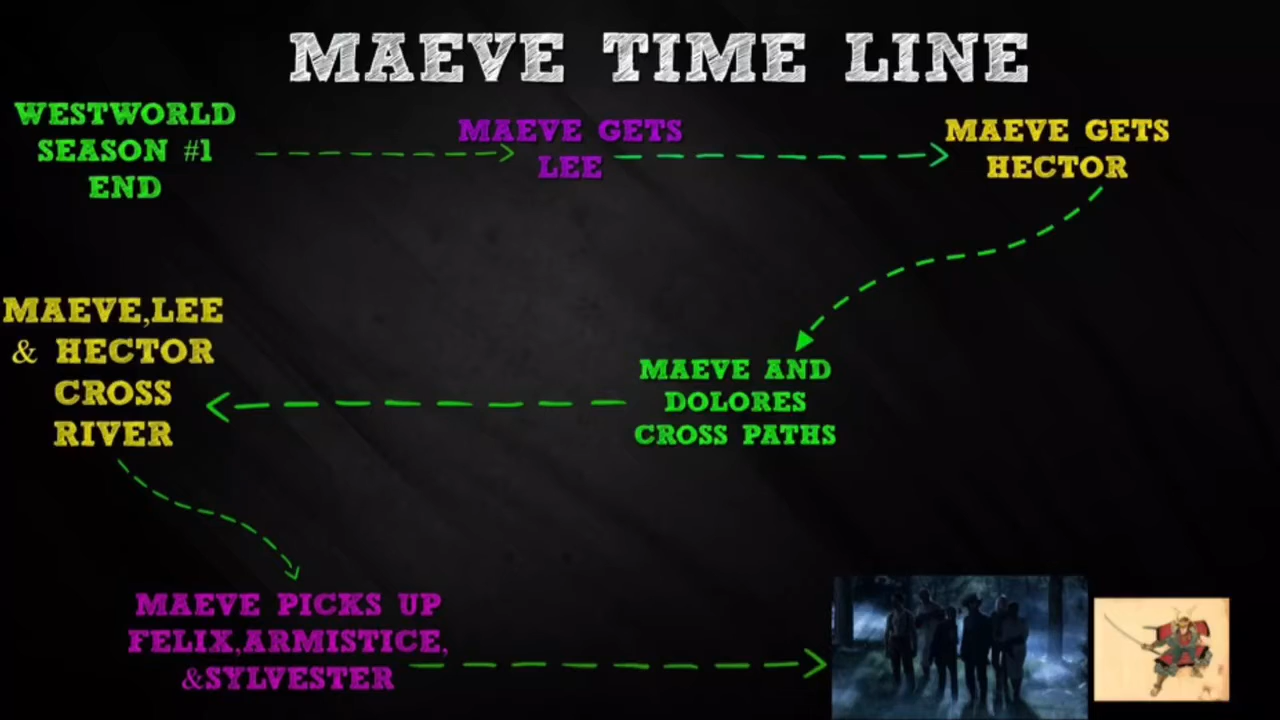 MAEVE TIME LINE
WESTWORLD
SEASON #1
END
MAEVE GETS
LEE
MAEVE GETS
HECTOR
MAEVE AND
DOLORES
CROSS PATHS
MAEVE,LEE
& HECTOR
CROSS
RIVER
MAEVE PICKS UP
FELIX,ARMISTICE,
&SYLVESTER